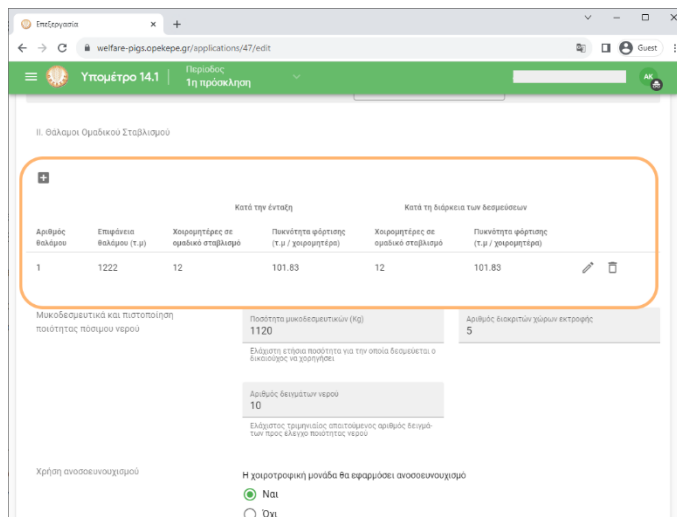 Επεξεργασία
welfare-pigs.opekepe.gr/applications/47/edit
Guest
Υπομέτρο 14.1
Περίοδος
1η πρόσκληση
AK
II. Θάλαμοι Ομαδικού Σταβλισμού
Κατά την ένταξη Κατά τη διάρκεια των δεσμεύσεων
Αριθμός θαλάμου
Επιφάνεια θαλάμου (τ.μ)
Χοιρομητέρες σε ομαδικό σταβλισμό
Πυκνότητα φόρτισης (τ.μ / χοιρομητέρα)
Χοιρομητέρες σε ομαδικό σταβλισμό
Πυκνότητα φόρτισης (τ.μ / χοιρομητέρα)
1 1222 12 101.83 12 101.83
Μυκοδεσμευτικά και πιστοποίηση
ποιότητας πόσιμου νερού
Ποσότητα μυκοδεσμευτικών (Kg)
1120
Ελάχιστη ετήσια ποσότητα για την οποία δεσμεύεται ο
δικαιούχος να χορηγήσει
Αριθμός διακριτών χώρων εκτροφής
5
Αριθμός δειγμάτων νερού
10
Ελάχιστος τριμηνιαίος απαιτούμενος αριθμός δειγμά-
των προς έλεγχο ποιότητας νερού
Χρήση ανοσοευνουχισμού
Η χοιροτροφική μονάδα θα εφαρμόσει ανοσοευνουχισμό
Ναι
Όχι